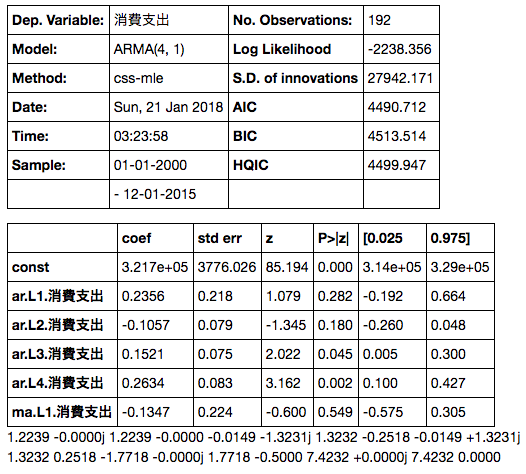 Dep. Variable: 消費支出 No. Observations: 192
Model: ARMA(4, 1) Log Likelihood -2238.356
Method: css-mle S.D. of innovations 27942.171
Date: Sun, 21 Jan 2018 AIC 4490.712
Time: 03:23:58 BIC 4513.514
Sample: 01-01-2000 HQIC 4499.947
- 12-01-2015
coef std err z P>|z| [0.025 0.975]
const 3.217e+05 3776.026 85.194 0.000 3.14e+05 3.29e+05
ar.L1.消費支出 0.2356 0.218 1.079 0.282 -0.192 0.664
ar.L2.消費支出 -0.1057 0.079 -1.345 0.180 -0.260 0.048
ar.L3.消費支出 0.1521 0.075 2.022 0.045 0.005 0.300
ar.L4.消費支出 0.2634 0.083 3.162 0.002 0.100 0.427
ma.L1.消費支出 -0.1347 0.224 -0.600 0.549 -0.575 0.305
1.2239 -0.0000j 1.2239 -0.0000 -0.0149 -1.3231j 1.3232 -0.2518 -0.0149 +1.3231j
1.3232 0.2518 -1.7718 -0.0000j 1.7718 -0.5000 7.4232 +0.0000j 7.4232 0.0000